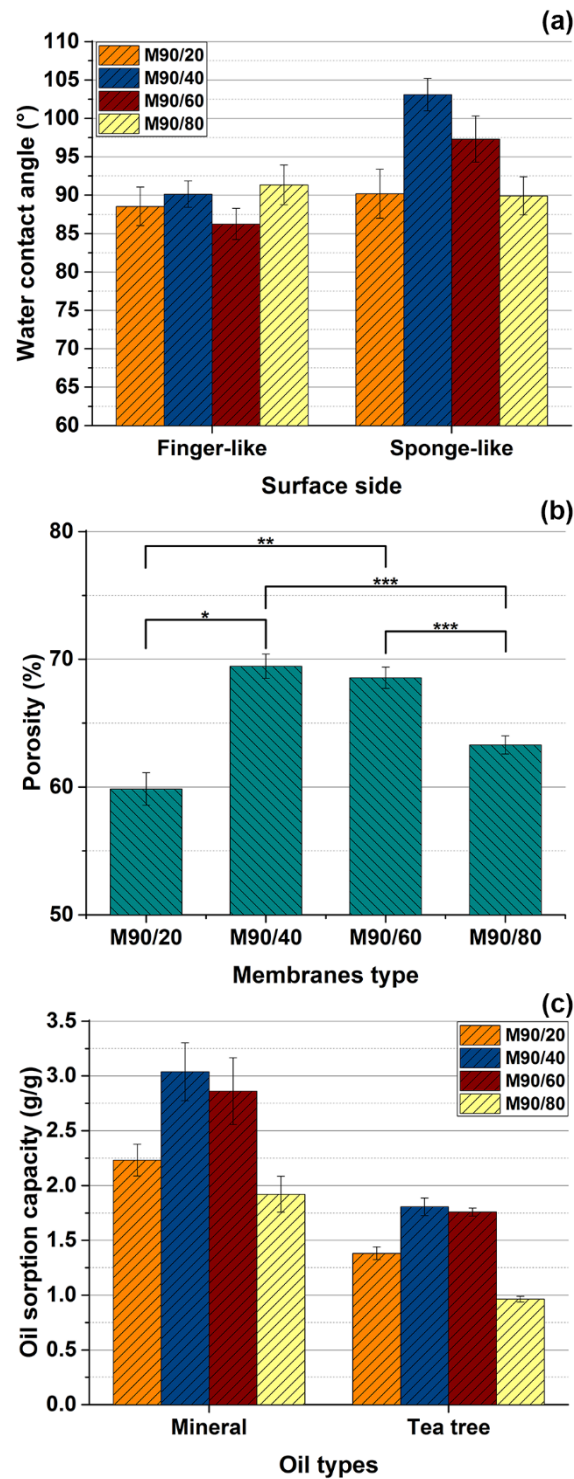 (a)
M90/20
M90/40
M90/60
M90/80
110
105
100
95
90
85
80
75
70
65
60
Water contact angle (°)
Finger-like Sponge-like
Surface side
(b)
80
70
60
50
Porosity (%)
**
***
* ***
M90/20 M90/40 M90/60 M90/80
Membranes type
(c)
M90/20
M90/40
M90/60
M90/80
3.5
3.0
2.5
2.0
1.5
1.0
0.5
0.0
Oil sorption capacity (g/g)
Mineral Tea tree
Oil types